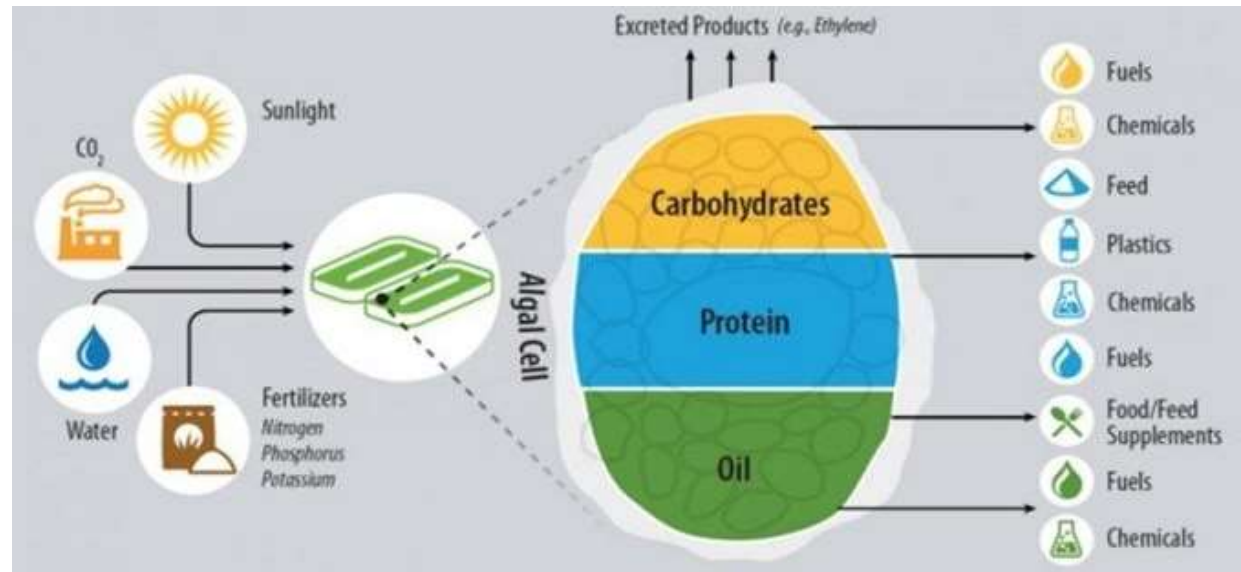 Excreted Products (e.g., Ethylene)
Sunlight
CO₂
Water
Fertilizers
Nitrogen
Phosphorus
Potassium
Algal Cell
Carbohydrates
Protein
Oil
Fuels
Chemicals
Feed
Plastics
Chemicals
Fuels
Food/Feed
Supplements
Fuels
Chemicals